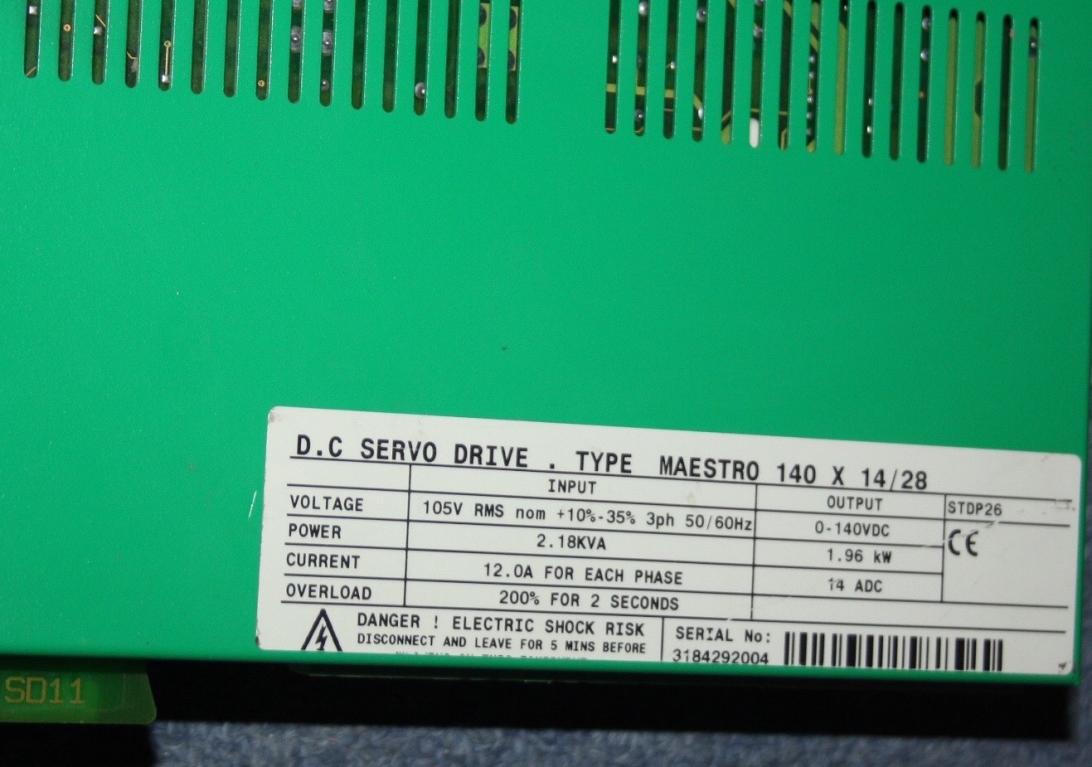 D.C SERVO DRIVE . TYPE MAESTRO 140 X 14/28
INPUT OUTPUT STDP26
VOLTAGE 105V RMS nom +10%-35% 3ph 50/60Hz 0-140VDC CE
POWER 2.18KVA 1.96 kW
CURRENT 12.0A FOR EACH PHASE 14 ADC
OVERLOAD 200% FOR 2 SECONDS
DANGER ! ELECTRIC SHOCK RISK
DISCONNECT AND LEAVE FOR 5 MINS BEFORE
SERIAL No:
3184292004
SD11